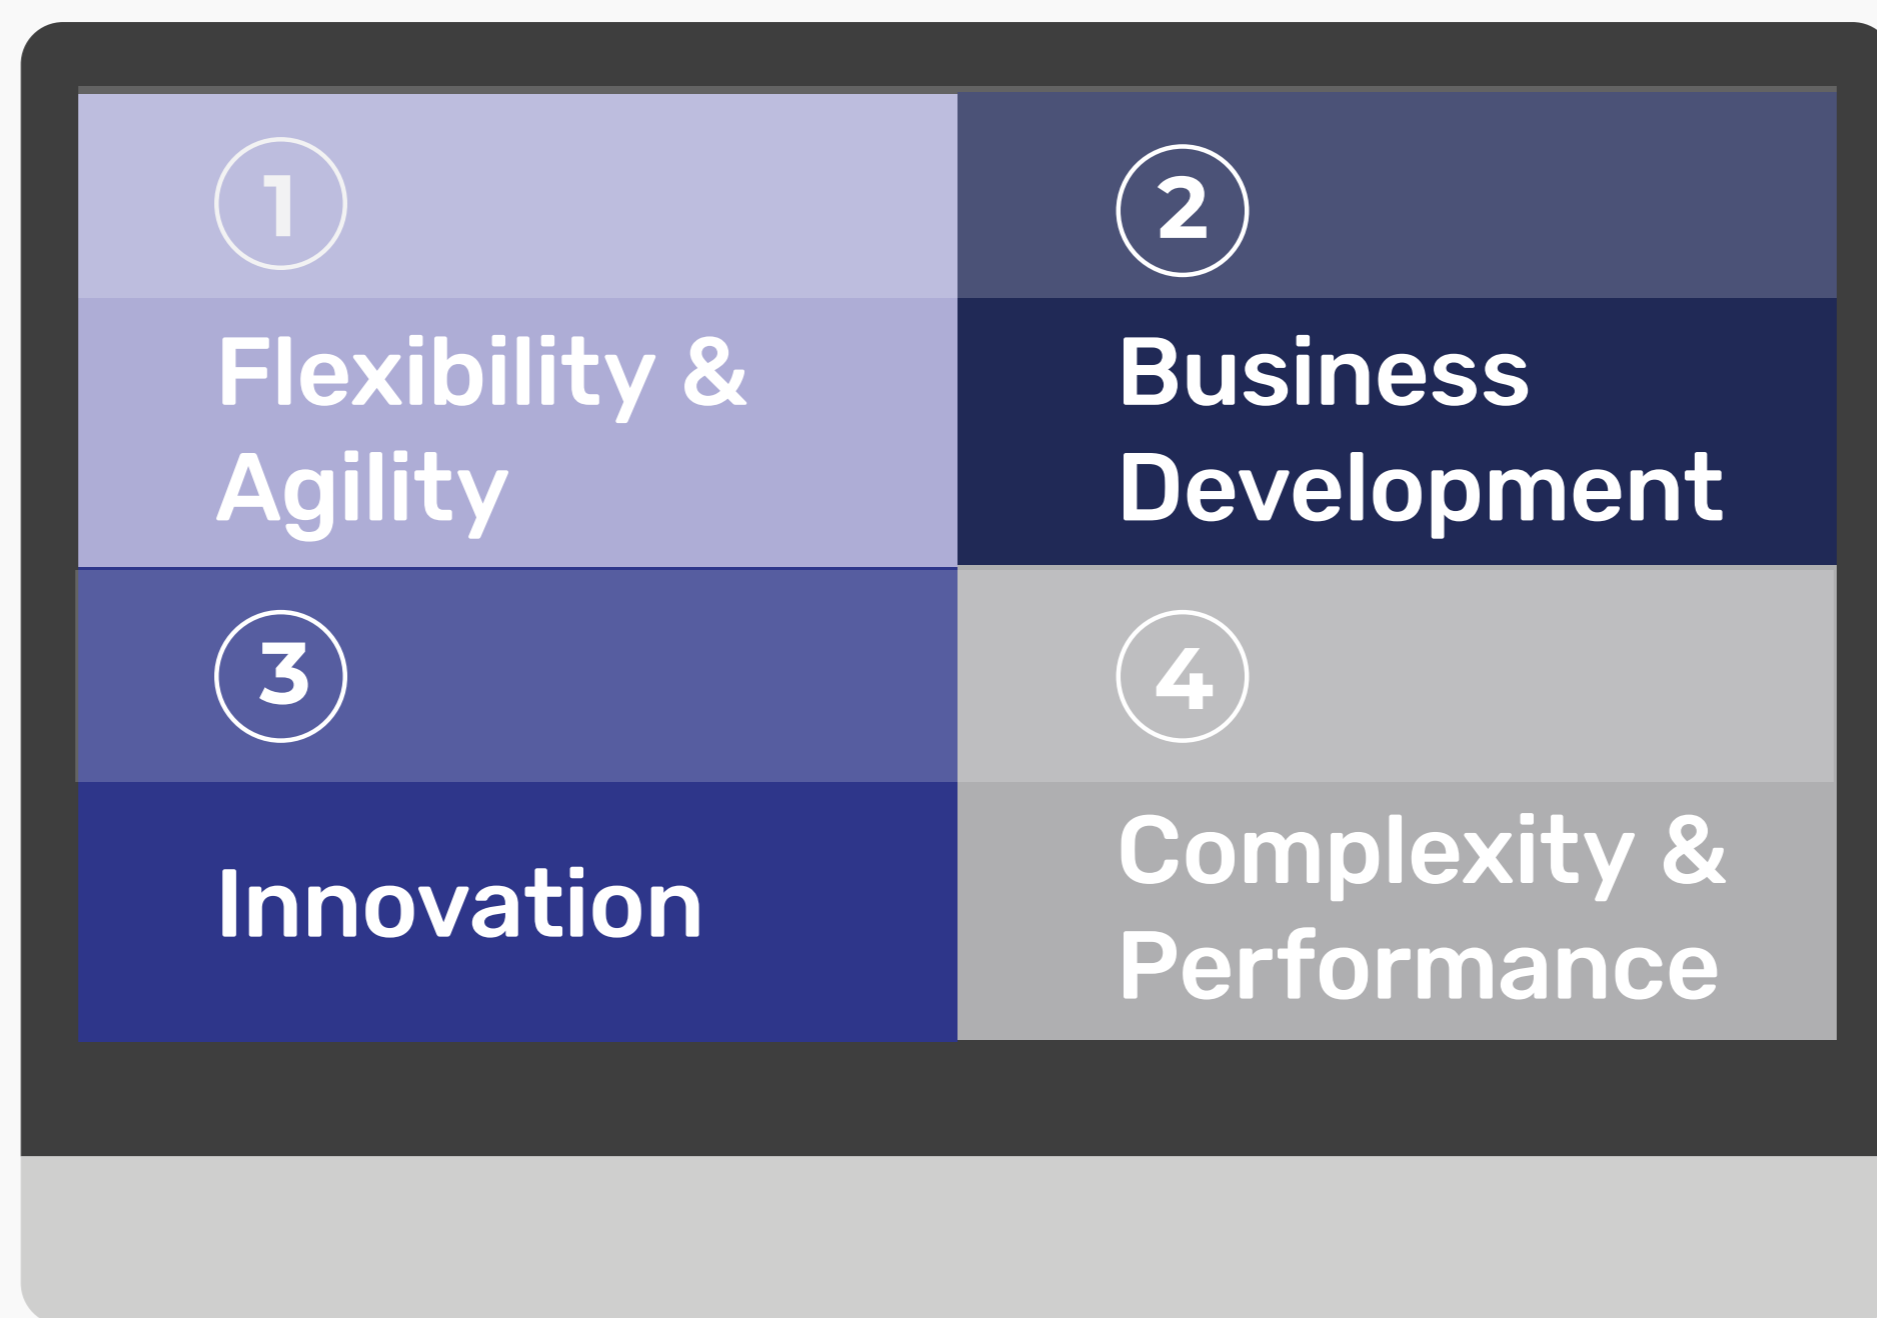 1
Flexibility &
Agility
2
Business
Development
3
Innovation
4
Complexity &
Performance